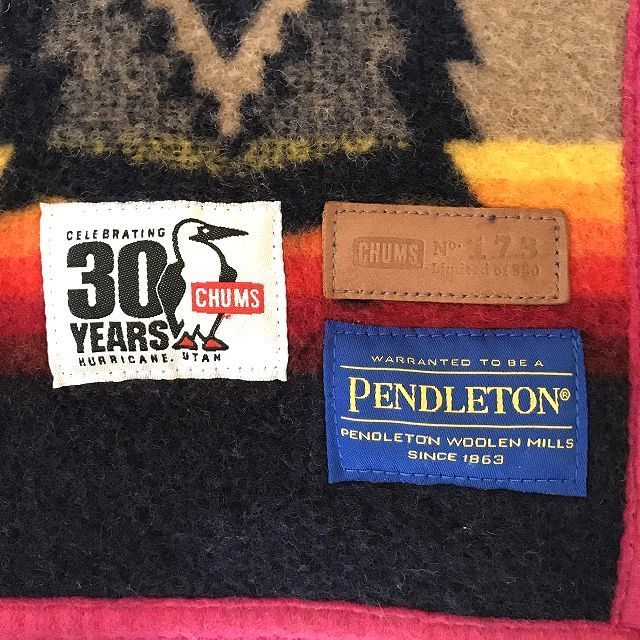 CELEBRATING
30
CHUMS
YEARS
HURRICANE, UTAH
CHUMS No. 173
Limited of
WARRANTED TO BE A
PENDLETON®
PENDLETON WOOLEN MILLS
SINCE 1863